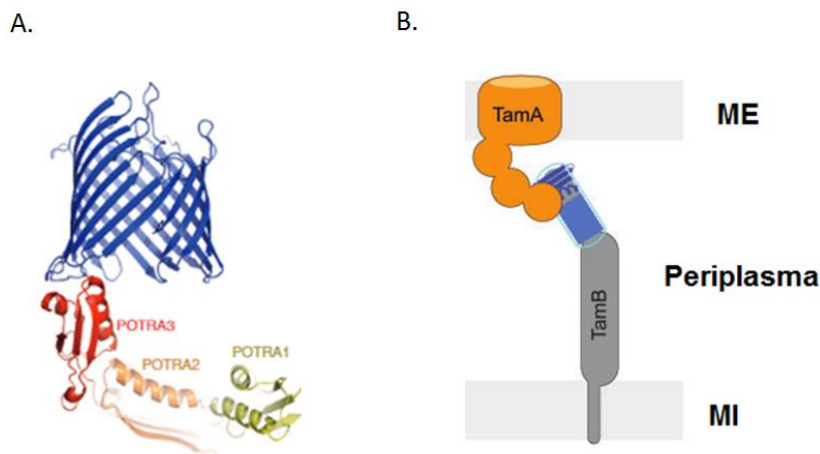 A.
B.
POTRA3
POTRA2
POTRA1
TamA
ME
Periplasma
TamB
MI